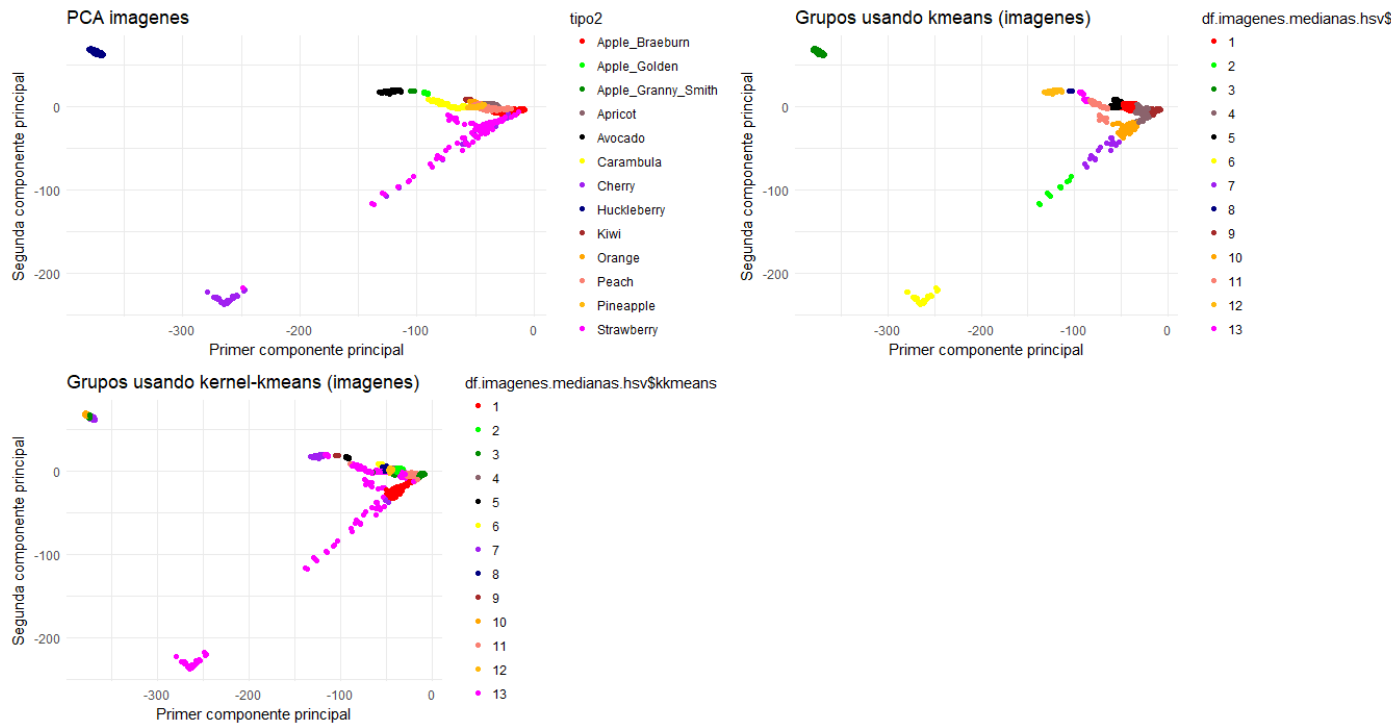 PCA imagenes
tipo2
Apple_Braeburn
Apple_Golden
Apple_Granny_Smith
Apricot
Avocado
Carambula
Cherry
Huckleberry
Kiwi
Orange
Peach
Pineapple
Strawberry
Segunda componente principal
0
-100
-200
-300
-200
-100
0
Primer componente principal
Grupos usando kmeans (imagenes)
df.imagenes.medianas.hsv$
1
2
3
4
5
6
7
8
9
10
11
12
13
Segunda componente principal
0
-100
-200
-300
-200
-100
0
Primer componente principal
Grupos usando kernel-kmeans (imagenes)
df.imagenes.medianas.hsv$kkmeans
1
2
3
4
5
6
7
8
9
10
11
12
13
Segunda componente principal
0
-100
-200
-300
-200
-100
0
Primer componente principal